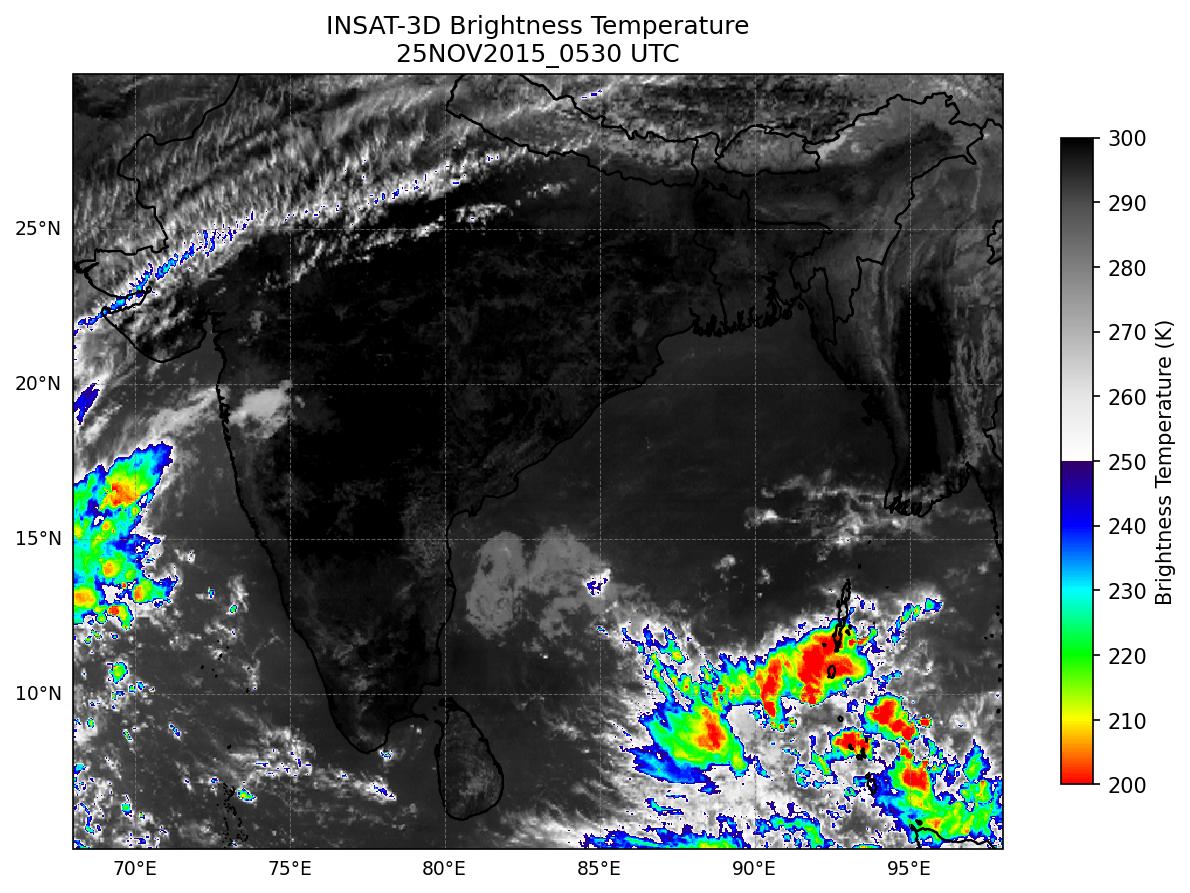 INSAT-3D Brightness Temperature
25NOV2015_0530 UTC
25°N
20°N
15°N
10°N
70°E
75°E
80°E
85°E
90°E
95°E
300
290
280
270
260
250
240
230
220
210
200
Brightness Temperature (K)